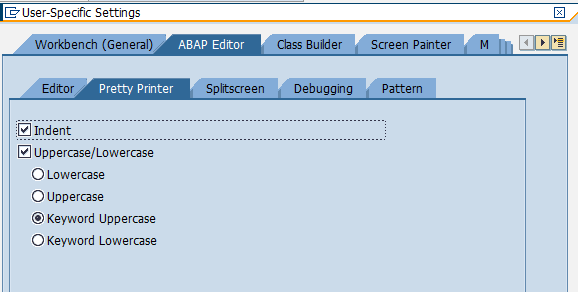 User-Specific Settings
Workbench (General) ABAP Editor Class Builder Screen Painter M
Editor Pretty Printer Splitscreen Debugging Pattern
Indent
Uppercase/Lowercase
Lowercase
Uppercase
Keyword Uppercase
Keyword Lowercase